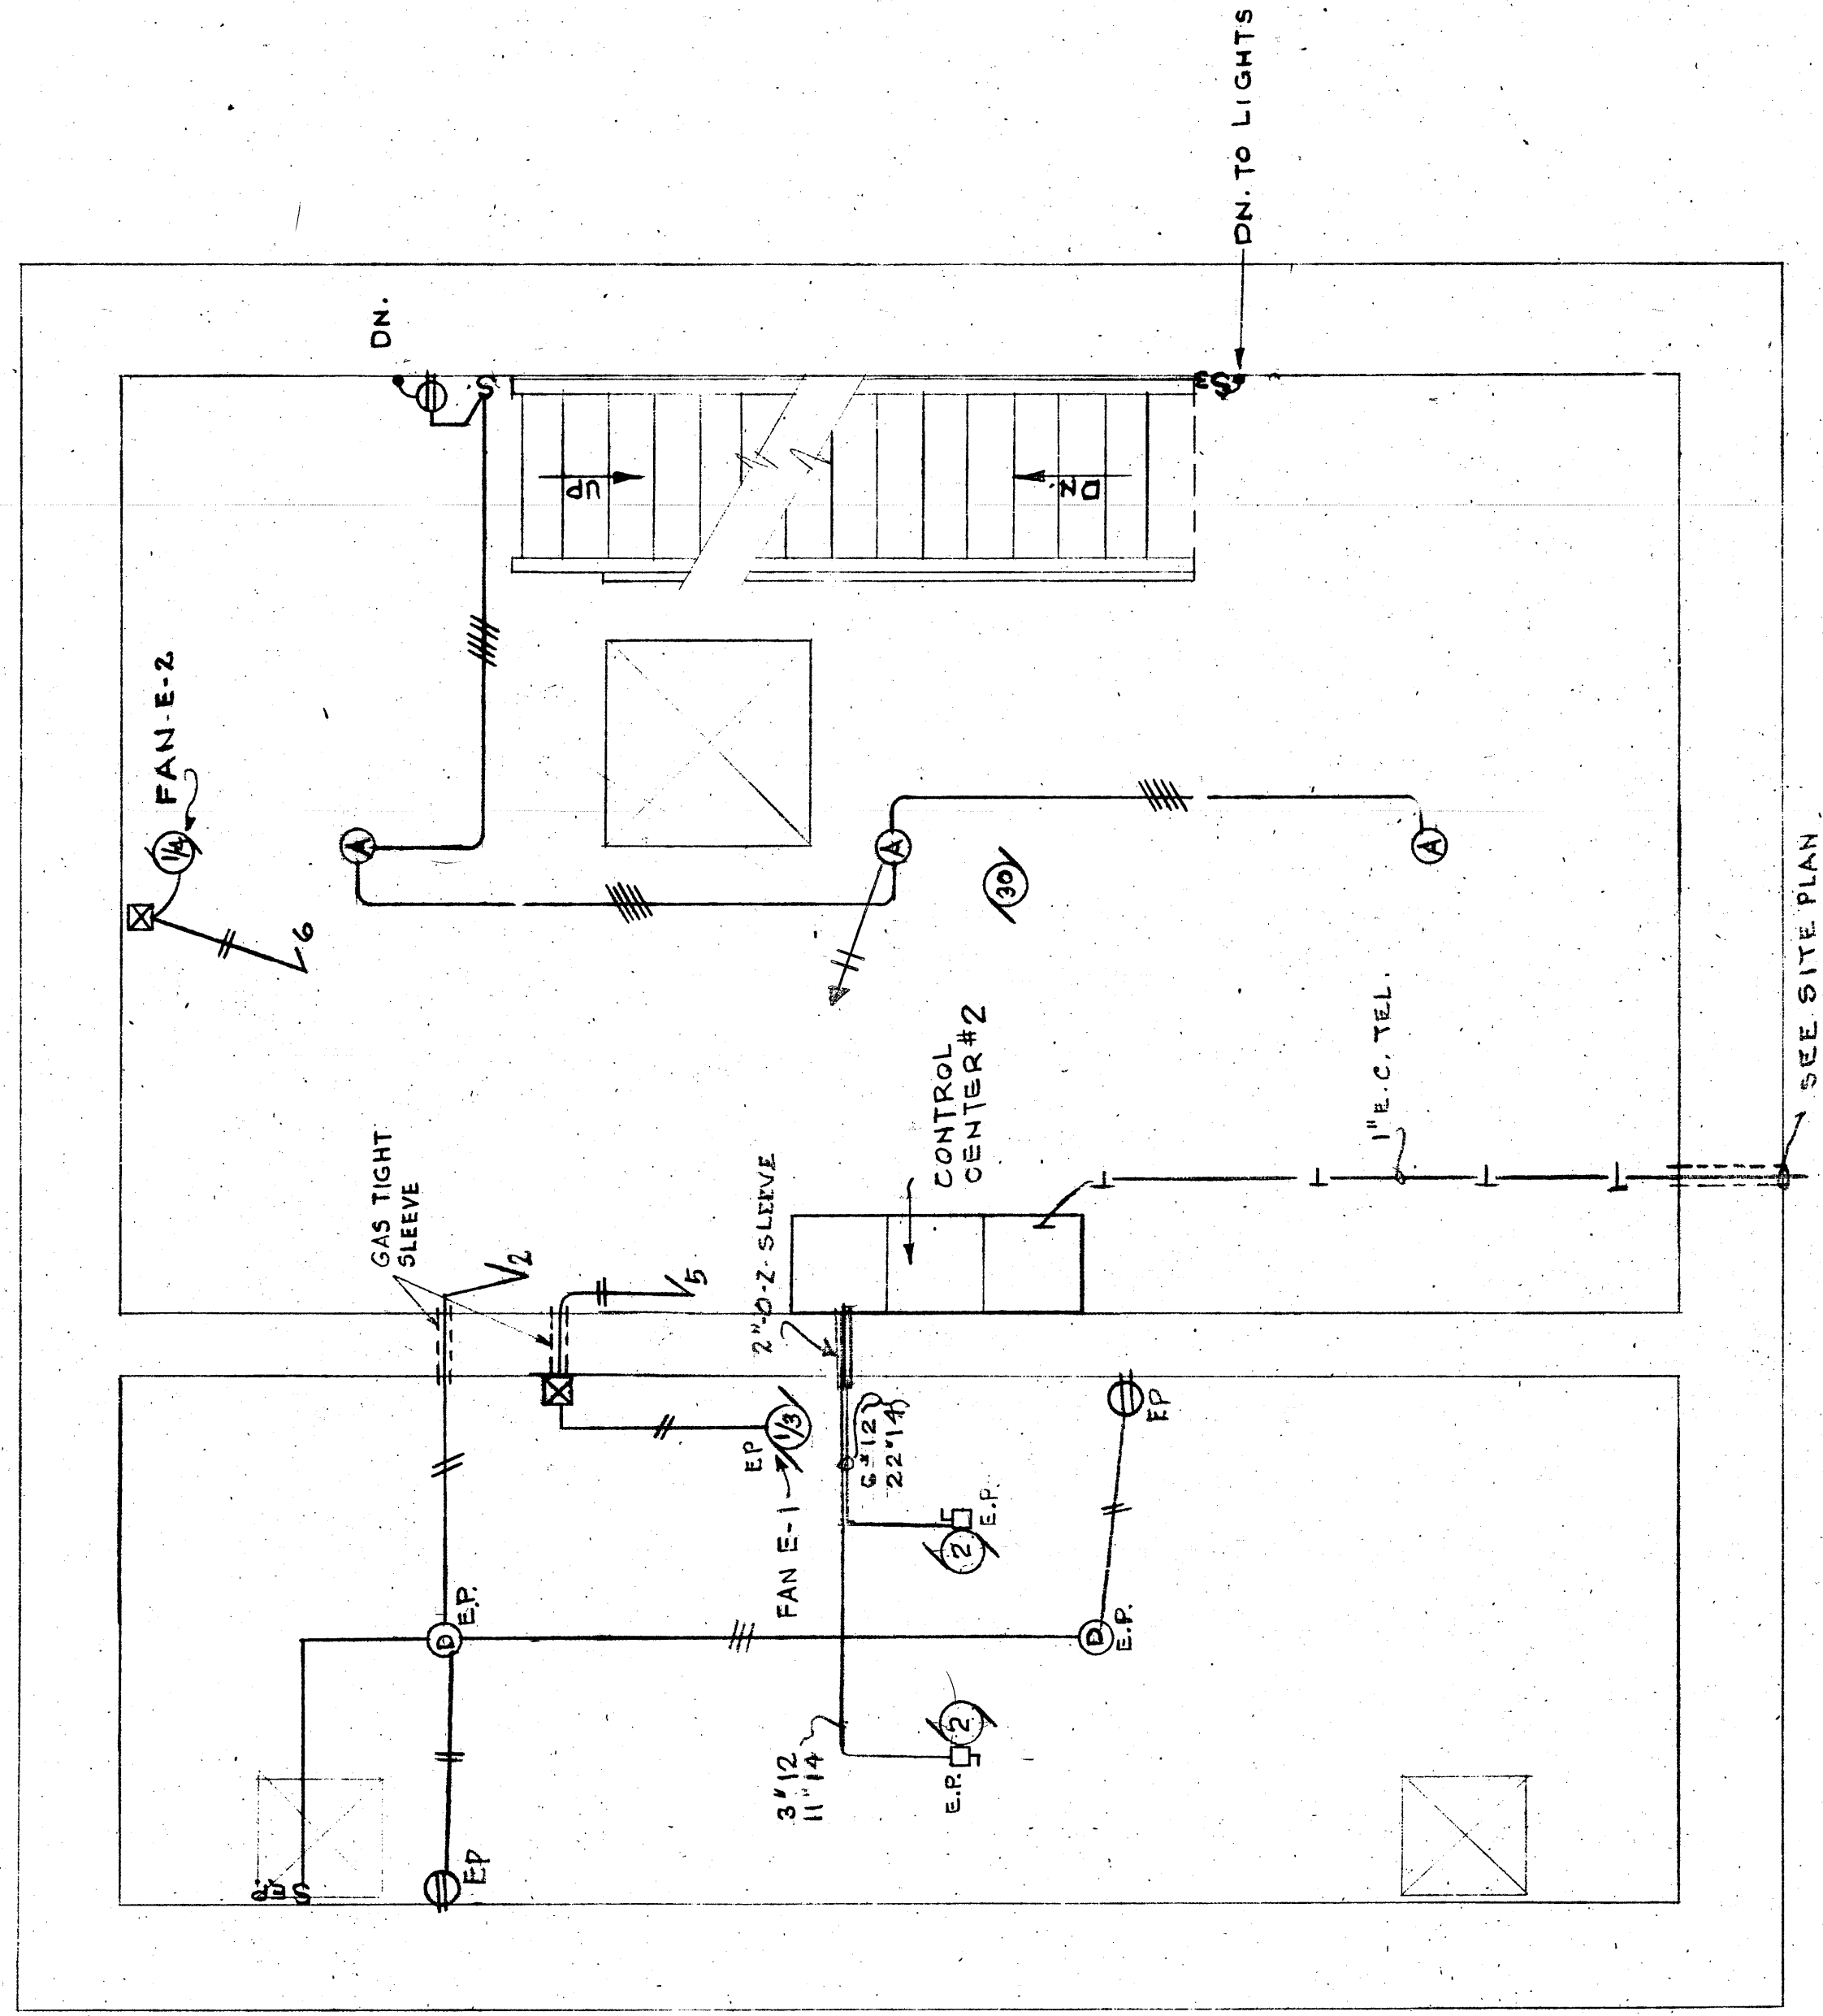 DN. TO LIGHTS
DN.
S
S3
UP
DN.
FAN-E-2
1/4
A
A
A
30
6
CONTROL
CENTER #2
1" E.C. TEL.
SEE SITE PLAN
GAS TIGHT
SLEEVE
2
5
2"-O-Z-SLEEVE
EP
1/3
FAN E-1
6 #12
22 #14
EP
2
E.P.
D
E.P.
D
E.P.
3 #12
11 #14
2
E.P.
EP
S
EP